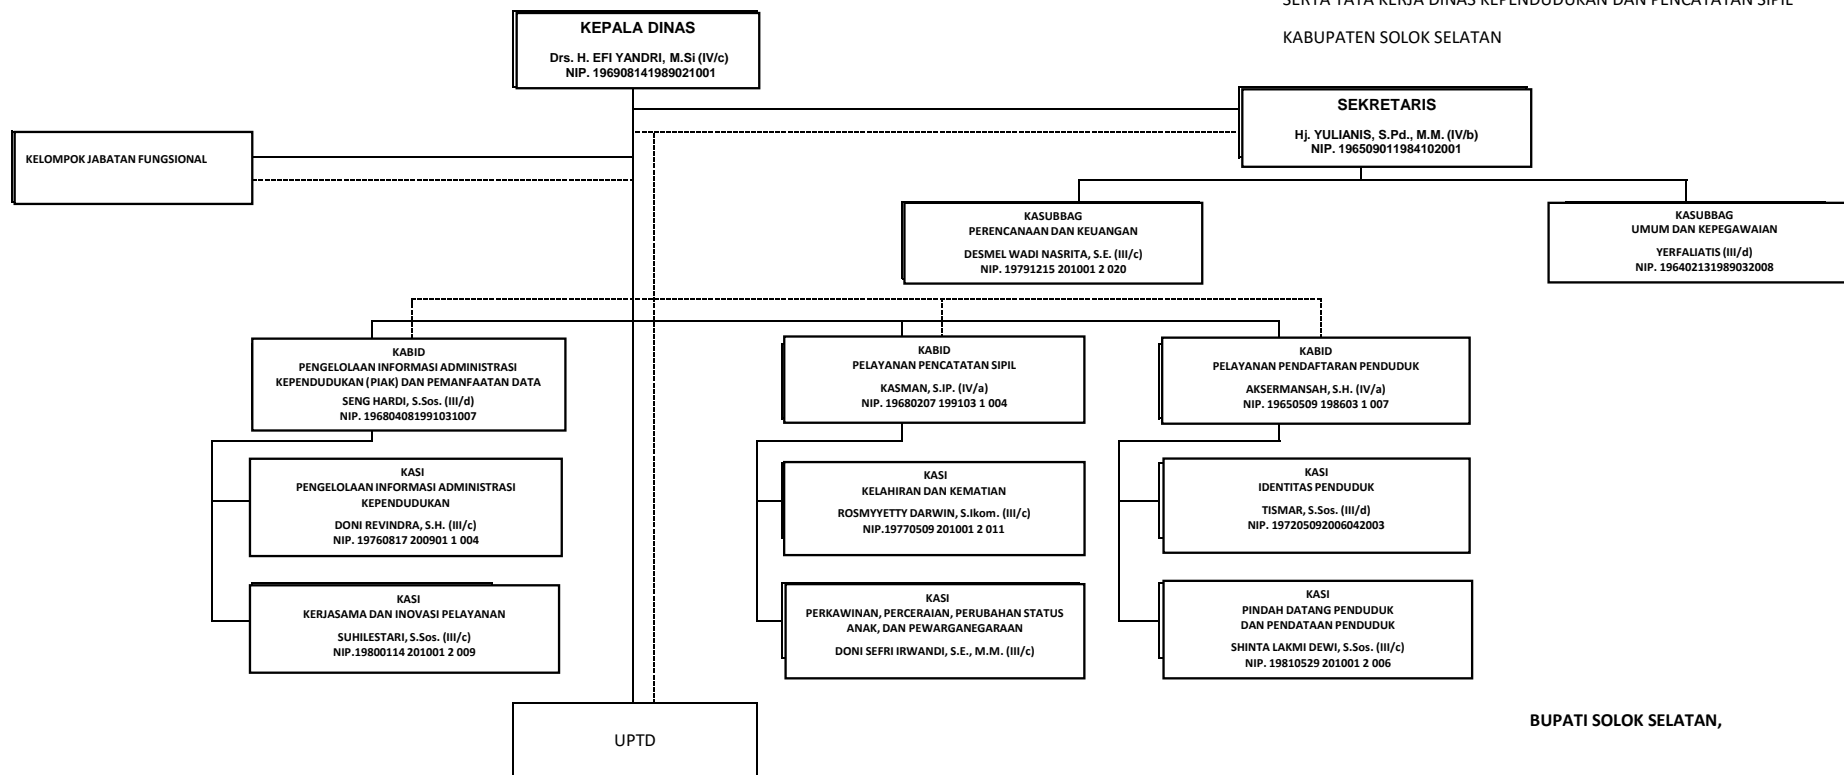 SERTA TATA KERJA DINAS KEPENDUDUKAN DAN PENCATATAN SIPIL
KABUPATEN SOLOK SELATAN
KEPALA DINAS
Drs. H. EFI YANDRI, M.Si (IV/c)
NIP. 196908141989021001
SEKRETARIS
Hj. YULIANIS, S.Pd., M.M. (IV/b)
NIP. 196509011984102001
KELOMPOK JABATAN FUNGSIONAL
KASUBBAG
PERENCANAAN DAN KEUANGAN
DESMEL WADI NASRITA, S.E. (III/c)
NIP. 19791215 201001 2 020
KASUBBAG
UMUM DAN KEPEGAWAIAN
YERFALIATIS (III/d)
NIP. 196402131989032008
KABID
PENGELOLAAN INFORMASI ADMINISTRASI
KEPENDUDUKAN (PIAK) DAN PEMANFAATAN DATA
SENG HARDI, S.Sos. (III/d)
NIP. 196804081991031007
KABID
PELAYANAN PENCATATAN SIPIL
KASMAN, S.IP. (IV/a)
NIP. 19680207 199103 1 004
KABID
PELAYANAN PENDAFTARAN PENDUDUK
AKSERMANSAH, S.H. (IV/a)
NIP. 19650509 198603 1 007
KASI
PENGELOLAAN INFORMASI ADMINISTRASI
KEPENDUDUKAN
DONI REVINDRA, S.H. (III/c)
NIP. 19760817 200901 1 004
KASI
KELAHIRAN DAN KEMATIAN
ROSMYYETTY DARWIN, S.Ikom. (III/c)
NIP.19770509 201001 2 011
KASI
IDENTITAS PENDUDUK
TISMAR, S.Sos. (III/d)
NIP. 197205092006042003
KASI
KERJASAMA DAN INOVASI PELAYANAN
SUHILESTARI, S.Sos. (III/c)
NIP.19800114 201001 2 009
KASI
PERKAWINAN, PERCERAIAN, PERUBAHAN STATUS
ANAK, DAN PEWARGANEGARAAN
DONI SEFRI IRWANDI, S.E., M.M. (III/c)
KASI
PINDAH DATANG PENDUDUK
DAN PENDATAAN PENDUDUK
SHINTA LAKMI DEWI, S.Sos. (III/c)
NIP. 19810529 201001 2 006
UPTD
BUPATI SOLOK SELATAN,